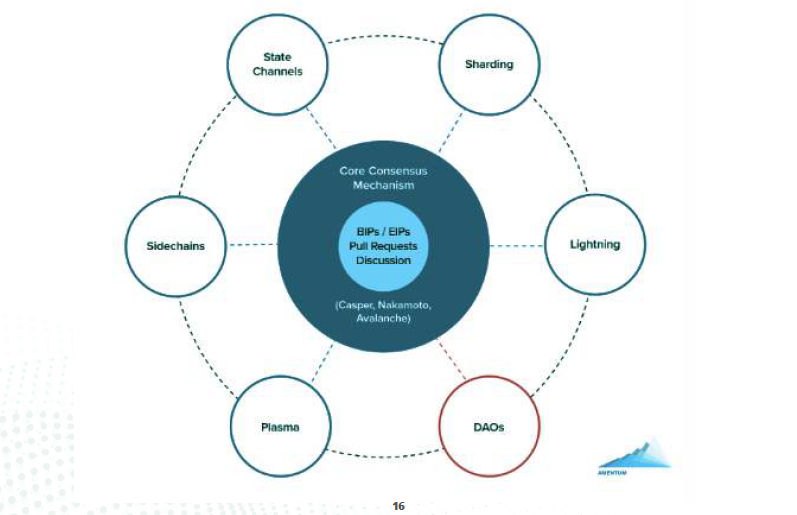 State
Channels
Sharding
Core Consensus
Mechanism
BIPs / EIPs
Pull Requests
Discussion
Sidechains
Lightning
(Casper, Nakamoto,
Avalanche)
Plasma
DAOs
AMENTUM
16